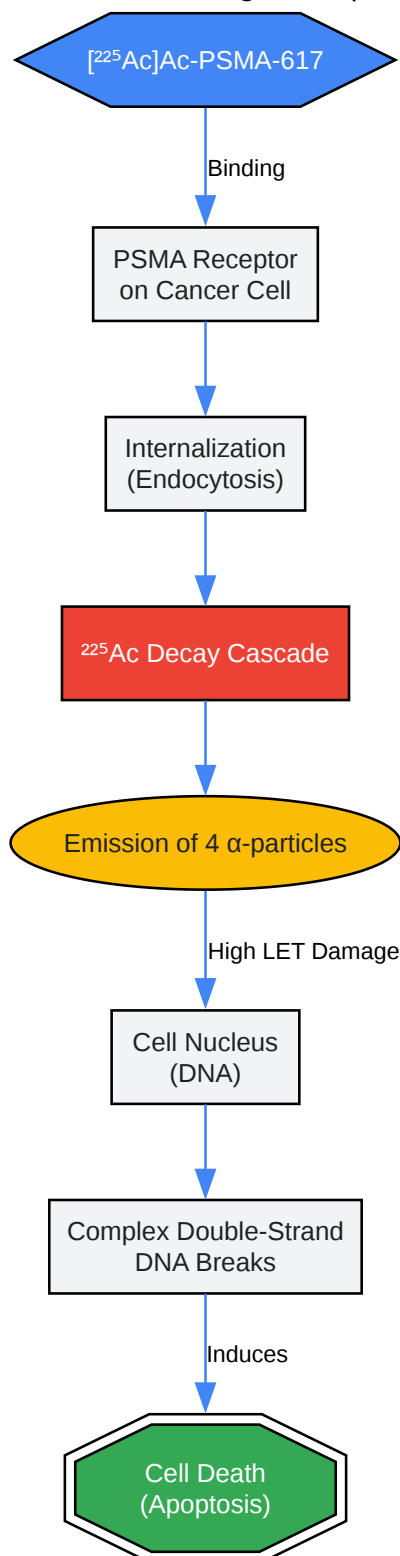 [²²⁵Ac]Ac-PSMA-617
Binding
PSMA Receptor
on Cancer Cell
Internalization
(Endocytosis)
²²⁵Ac Decay Cascade
Emission of 4 α-particles
High LET Damage
Cell Nucleus
(DNA)
Complex Double-Strand
DNA Breaks
Induces
Cell Death
(Apoptosis)